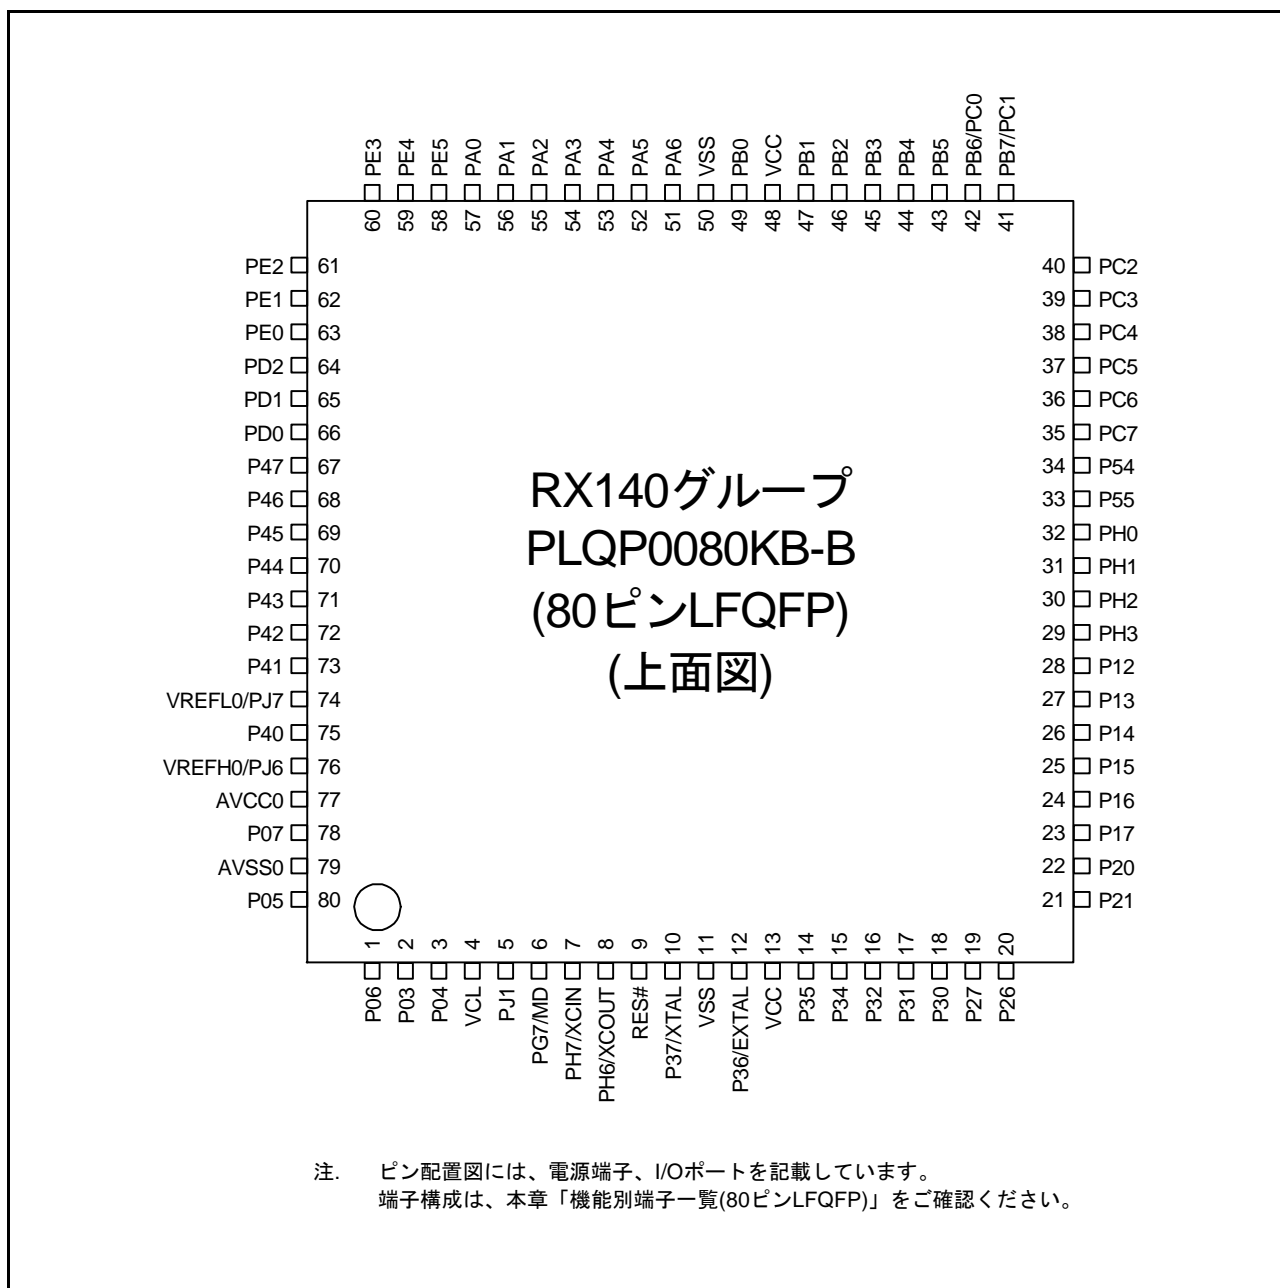 PE3
PE4
PE5
PA0
PA1
PA2
PA3
PA4
PA5
PA6
VSS
PB0
VCC
PB1
PB2
PB3
PB4
PB5
PB6/PC0
PB7/PC1
60
59
58
57
56
55
54
53
52
51
50
49
48
47
46
45
44
43
42
41
PE2 61
PE1 62
PE0 63
PD2 64
PD1 65
PD0 66
P47 67
P46 68
P45 69
P44 70
P43 71
P42 72
P41 73
VREFL0/PJ7 74
P40 75
VREFH0/PJ6 76
AVCC0 77
P07 78
AVSS0 79
P05 80
RX140グループ
PLQP0080KB-B
(80ピンLFQFP)
(上面図)
40 PC2
39 PC3
38 PC4
37 PC5
36 PC6
35 PC7
34 P54
33 P55
32 PH0
31 PH1
30 PH2
29 PH3
28 P12
27 P13
26 P14
25 P15
24 P16
23 P17
22 P20
21 P21
1
2
3
4
5
6
7
8
9
10
11
12
13
14
15
16
17
18
19
20
P06
P03
P04
VCL
PJ1
PG7/MD
PH7/XCIN
PH6/XCOUT
RES#
P37/XTAL
VSS
P36/EXTAL
VCC
P35
P34
P32
P31
P30
P27
P26
注. ピン配置図には、電源端子、I/Oポートを記載しています。
端子構成は、本章「機能別端子一覧(80ピンLFQFP)」をご確認ください。